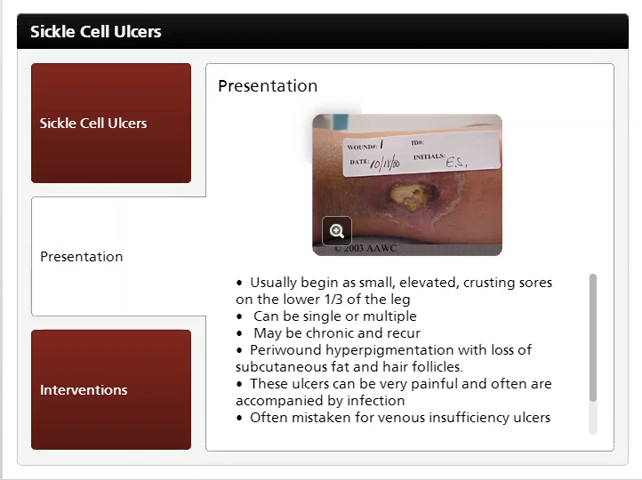 Sickle Cell Ulcers
Sickle Cell Ulcers
Presentation
Interventions
Presentation
WOUND#: 1 ID#:
DATE: 10/18/00 INITIALS: E.S.
© 2003 AAWC
• Usually begin as small, elevated, crusting sores
on the lower 1/3 of the leg
• Can be single or multiple
• May be chronic and recur
• Periwound hyperpigmentation with loss of
subcutaneous fat and hair follicles.
• These ulcers can be very painful and often are
accompanied by infection
• Often mistaken for venous insufficiency ulcers